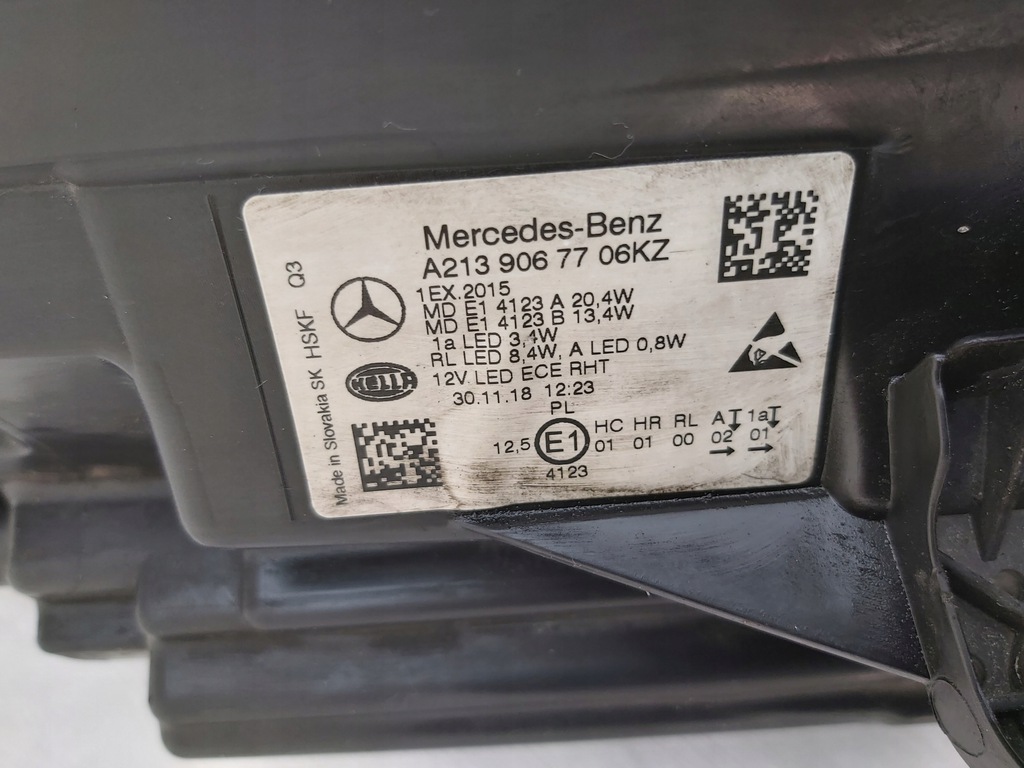 Mercedes-Benz
A213 906 77 06KZ
1EX.2015
MD E1 4123 A 20,4W
MD E1 4123 B 13,4W
1a LED 3,4W
RL LED 8,4W, A LED 0,8W
12V LED ECE RHT
30.11.18 12:23
PL
HELLA
Made in Slovakia SK HSKF Q3
HC HR RL A 1a
12,5 E1 01 01 00 02 01
4123